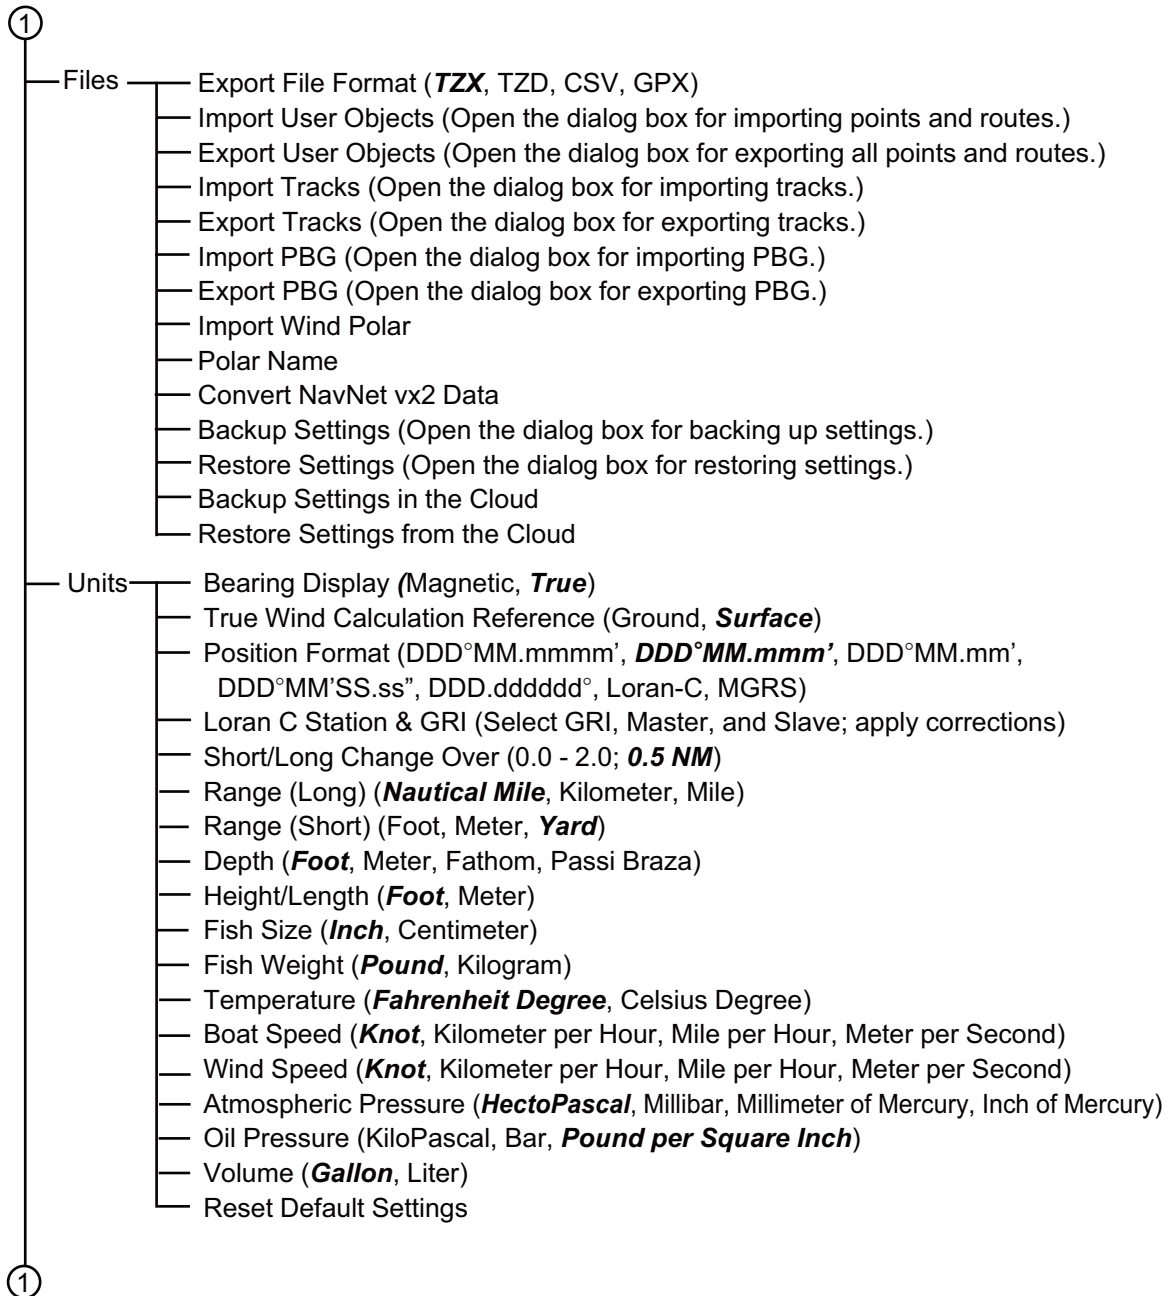 1
Files
Export File Format (TZX, TZD, CSV, GPX)
Import User Objects (Open the dialog box for importing points and routes.)
Export User Objects (Open the dialog box for exporting all points and routes.)
Import Tracks (Open the dialog box for importing tracks.)
Export Tracks (Open the dialog box for exporting tracks.)
Import PBG (Open the dialog box for importing PBG.)
Export PBG (Open the dialog box for exporting PBG.)
Import Wind Polar
Polar Name
Convert NavNet vx2 Data
Backup Settings (Open the dialog box for backing up settings.)
Restore Settings (Open the dialog box for restoring settings.)
Backup Settings in the Cloud
Restore Settings from the Cloud
Units
Bearing Display (Magnetic, True)
True Wind Calculation Reference (Ground, Surface)
Position Format (DDD°MM.mmmm’, DDD°MM.mmm’, DDD°MM.mm’,
DDD°MM’SS.ss”, DDD.dddddd°, Loran-C, MGRS)
Loran C Station & GRI (Select GRI, Master, and Slave; apply corrections)
Short/Long Change Over (0.0 - 2.0; 0.5 NM)
Range (Long) (Nautical Mile, Kilometer, Mile)
Range (Short) (Foot, Meter, Yard)
Depth (Foot, Meter, Fathom, Passi Braza)
Height/Length (Foot, Meter)
Fish Size (Inch, Centimeter)
Fish Weight (Pound, Kilogram)
Temperature (Fahrenheit Degree, Celsius Degree)
Boat Speed (Knot, Kilometer per Hour, Mile per Hour, Meter per Second)
Wind Speed (Knot, Kilometer per Hour, Mile per Hour, Meter per Second)
Atmospheric Pressure (HectoPascal, Millibar, Millimeter of Mercury, Inch of Mercury)
Oil Pressure (KiloPascal, Bar, Pound per Square Inch)
Volume (Gallon, Liter)
Reset Default Settings
1